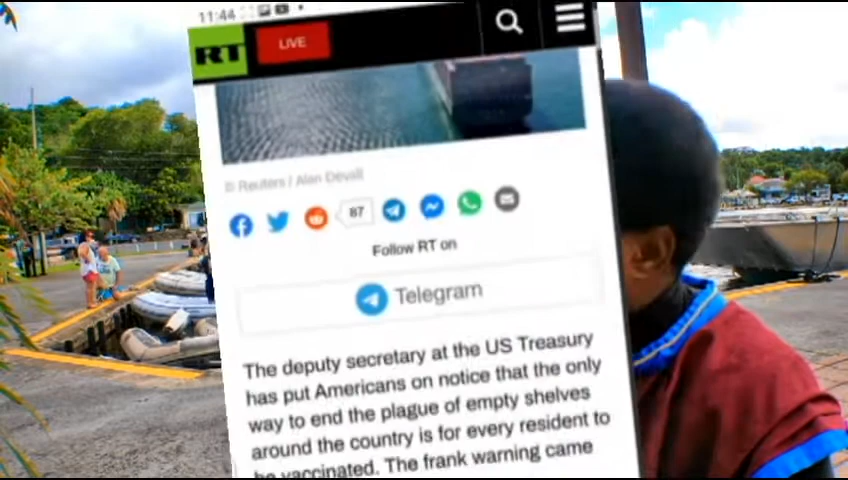 11:44
RT
LIVE
© Reuters / Alan Devall
87
Follow RT on
Telegram
The deputy secretary at the US Treasury
has put Americans on notice that the only
way to end the plague of empty shelves
around the country is for every resident to
be vaccinated. The frank warning came